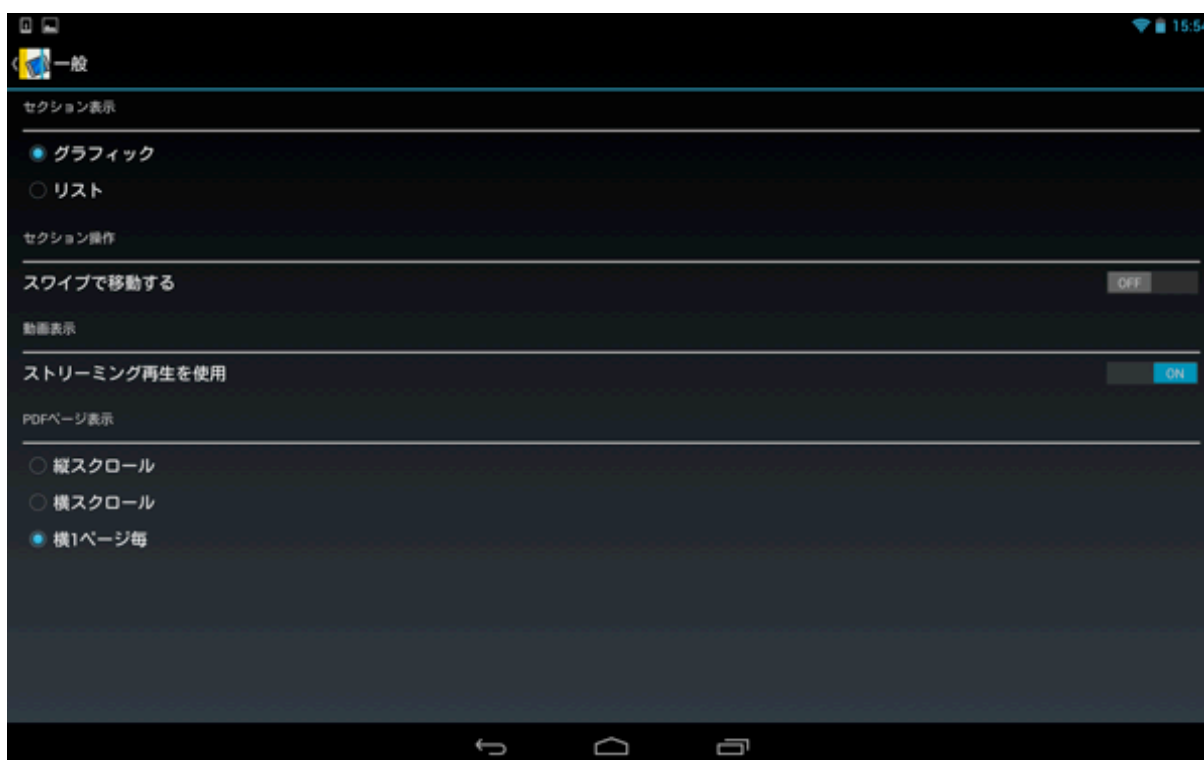 15:54
一般
セクション表示
グラフィック
リスト
セクション操作
スワイプで移動する
OFF
動画表示
ストリーミング再生を使用
ON
PDFページ表示
縦スクロール
横スクロール
横1ページ毎